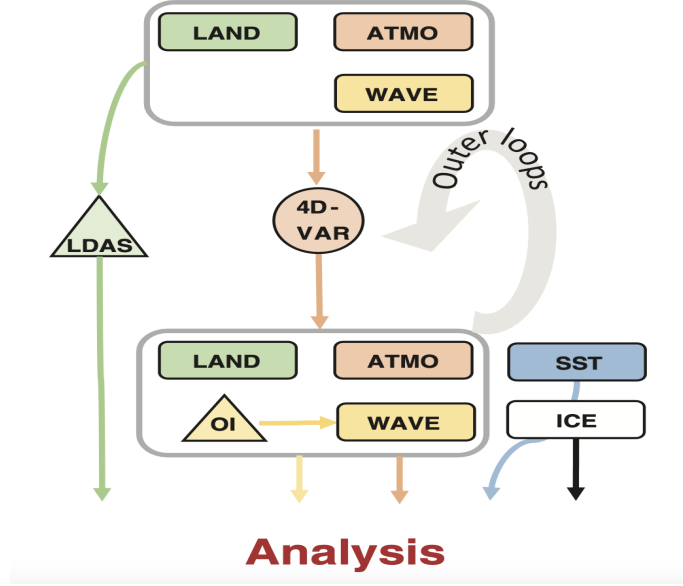 LAND
ATMO
WAVE
Outer loops
4D-
VAR
LDAS
LAND
ATMO
SST
OI
WAVE
ICE
Analysis